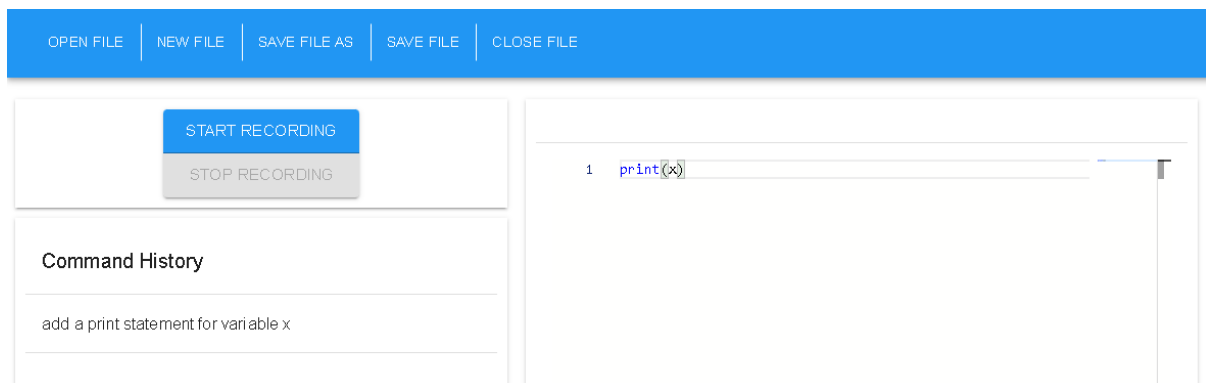 OPEN FILE NEW FILE SAVE FILE AS SAVE FILE CLOSE FILE
START RECORDING
STOP RECORDING
Command History
add a print statement for variable x
1 print(x)